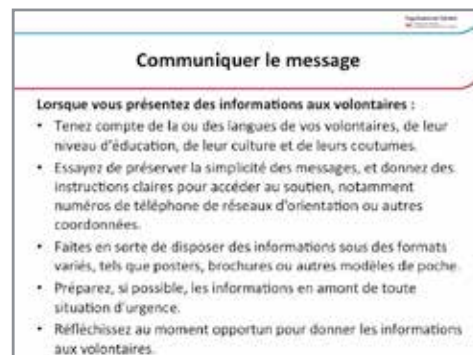 Communiquer le message
Lorsque vous présentez des informations aux volontaires :
• Tenez compte de la ou des langues de vos volontaires, de leur
niveau d'éducation, de leur culture et de leurs coutumes.
• Essayez de préserver la simplicité des messages, et donnez des
instructions claires pour accéder au soutien, notamment
numéros de téléphone de réseaux d'orientation ou autres
coordonnées.
• Faites en sorte de disposer des informations sous des formats
variés, tels que posters, brochures ou autres modèles de poche.
• Préparez, si possible, les informations en amont de toute
situation d'urgence.
• Réfléchissez au moment opportun pour donner les informations
aux volontaires.